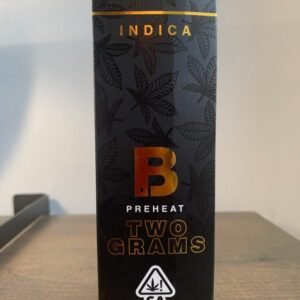 INDICA
B
PREHEAT
TWO
GRAMS
!
CA